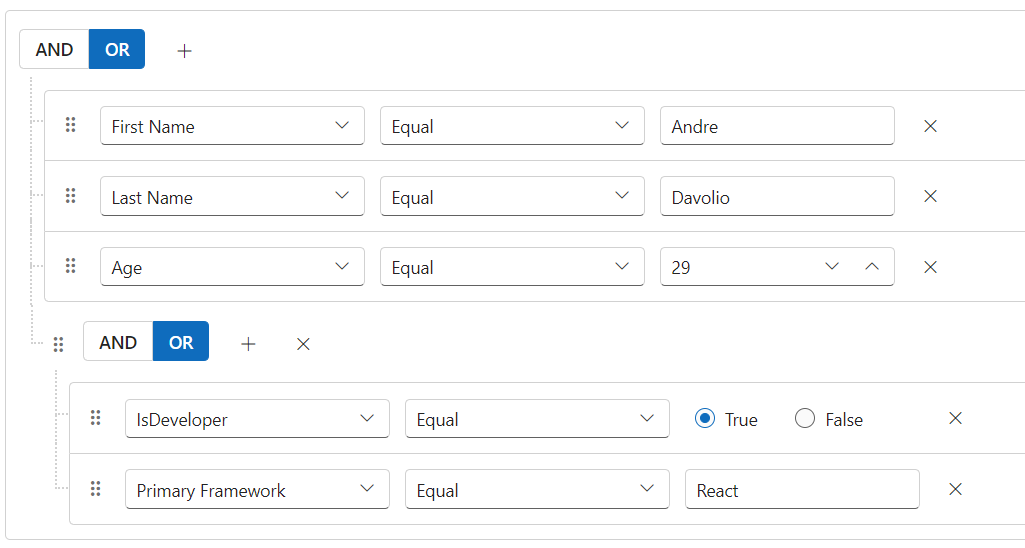 AND OR
First Name Equal Andre
Last Name Equal Davolio
Age Equal 29
AND OR
IsDeveloper Equal True False
Primary Framework Equal React